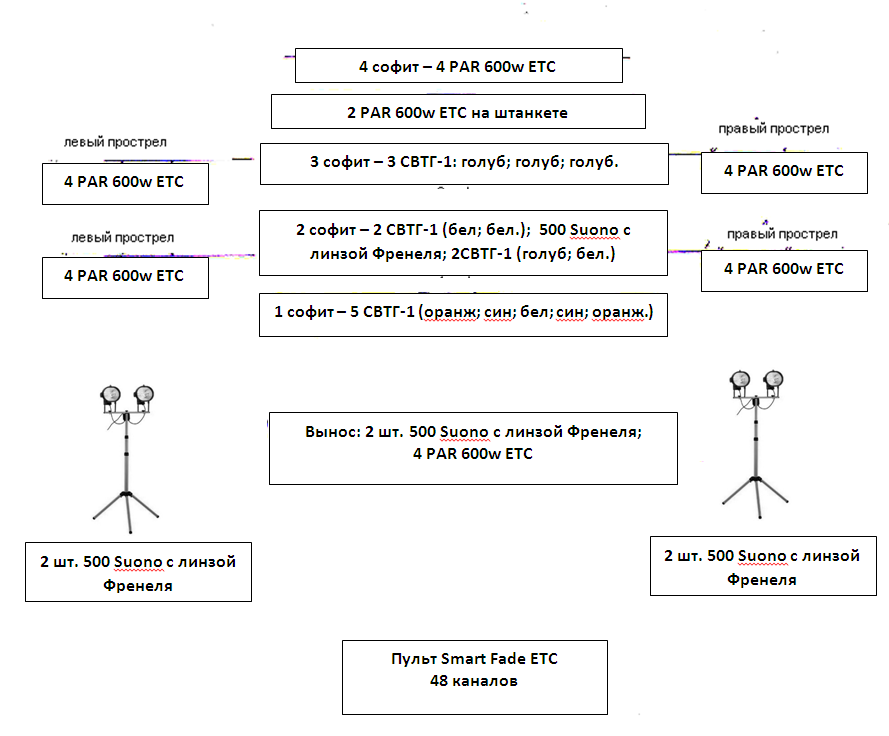 4 софит – 4 PAR 600w ETC
2 PAR 600w ETC на штанкете
левый прострел
правый прострел
3 софит – 3 СВТГ-1: голуб; голуб; голуб.
4 PAR 600w ETC
4 PAR 600w ETC
левый прострел
правый прострел
2 софит – 2 СВТГ-1 (бел; бел.); 500 Suono с
линзой Френеля; 2СВТГ-1 (голуб; бел.)
4 PAR 600w ETC
4 PAR 600w ETC
1 софит – 5 СВТГ-1 (оранж; син; бел; син; оранж.)
Вынос: 2 шт. 500 Suono с линзой Френеля;
4 PAR 600w ETC
2 шт. 500 Suono с линзой
Френеля
2 шт. 500 Suono с линзой
Френеля
Пульт Smart Fade ETC
48 каналов